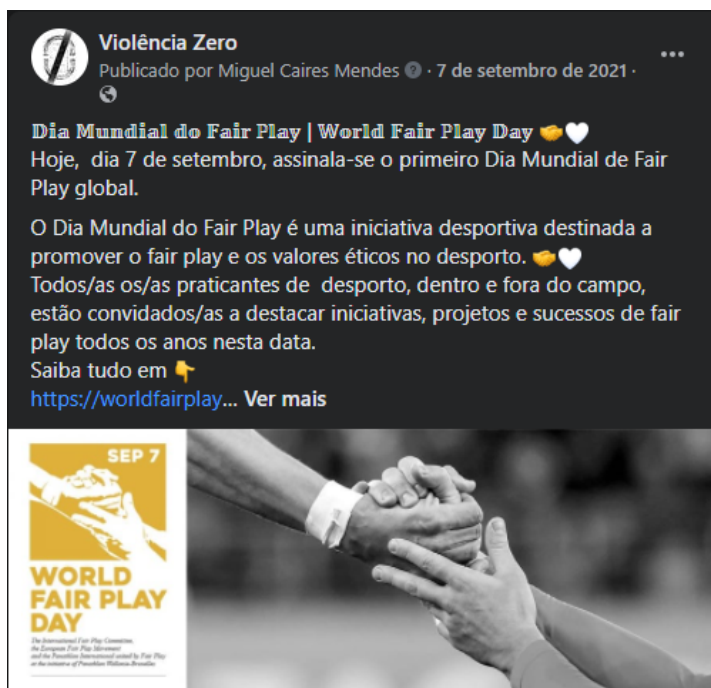 Violência Zero
Publicado por Miguel Caires Mendes · 7 de setembro de 2021 ·
𝔻𝕚𝕒 𝕄𝕦𝕟𝕕𝕚𝕒𝕝 𝕕𝕠 𝔽𝕒𝕚𝕣 ℙ𝕝𝕒𝕪 | 𝕎𝕠𝕣𝕝𝕕 𝔽𝕒𝕚𝕣 ℙ𝕝𝕒𝕪 𝔻𝕒𝕪 🤝🤍
Hoje,  dia 7 de setembro, assinala-se o primeiro Dia Mundial de Fair
Play global.
O Dia Mundial do Fair Play é uma iniciativa desportiva destinada a
promover o fair play e os valores éticos no desporto. 🤝🤍
Todos/as os/as praticantes de  desporto, dentro e fora do campo,
estão convidados/as a destacar iniciativas, projetos e sucessos de fair
play todos os anos nesta data.
Saiba tudo em 👇
https://worldfairplay... Ver mais
SEP 7
WORLD
FAIR PLAY
DAY
The International Fair Play Committee,
the European Fair Play Movement
and the Panathlon International united by Fair Play
at the initiative of Panathlon Wallonie-Bruxelles.